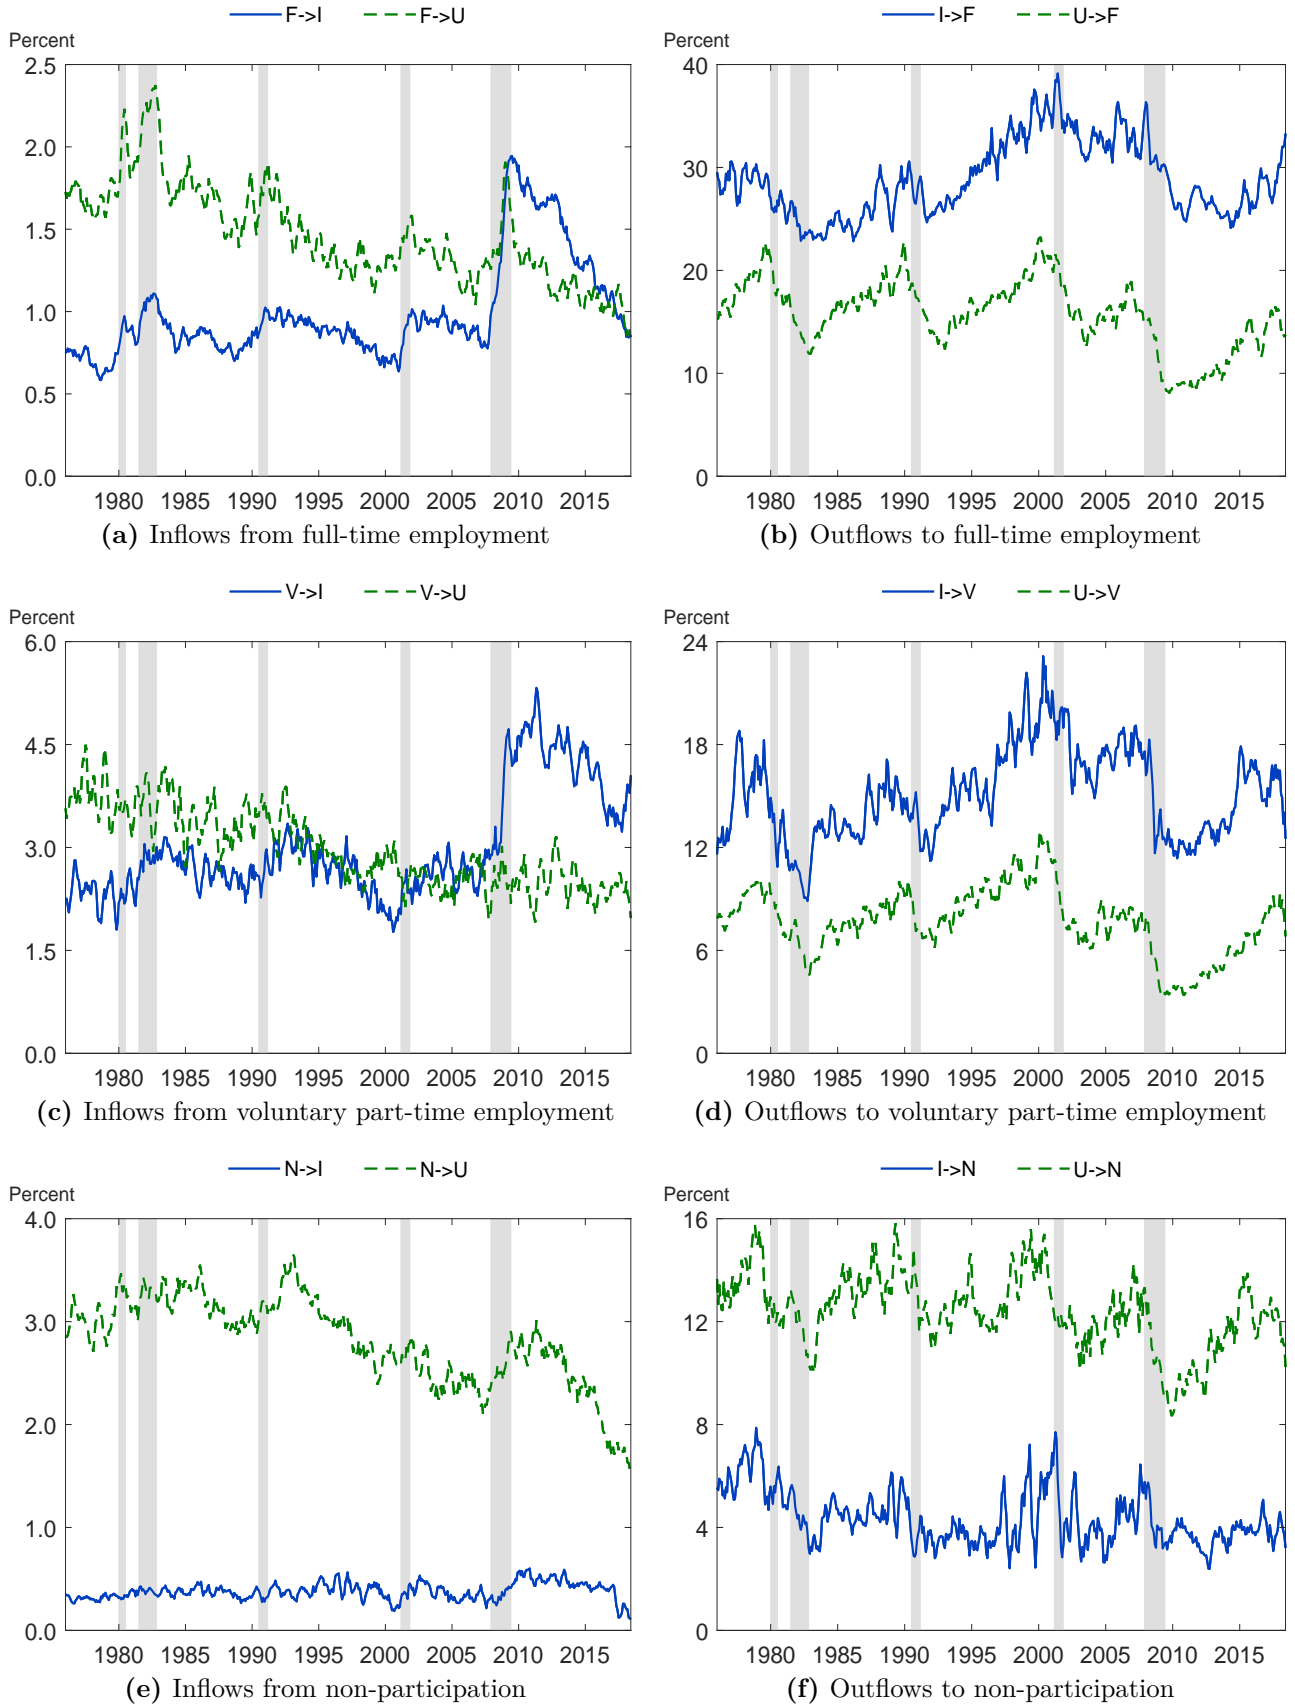 F->I F->U
Percent
2.5
2.0
1.5
1.0
0.5
0.0
1980 1985 1990 1995 2000 2005 2010 2015
(a) Inflows from full-time employment
I->F U->F
Percent
40
30
20
10
0
1980 1985 1990 1995 2000 2005 2010 2015
(b) Outflows to full-time employment
V->I V->U
Percent
6.0
4.5
3.0
1.5
0.0
1980 1985 1990 1995 2000 2005 2010 2015
(c) Inflows from voluntary part-time employment
I->V U->V
Percent
24
18
12
6
0
1980 1985 1990 1995 2000 2005 2010 2015
(d) Outflows to voluntary part-time employment
N->I N->U
Percent
4.0
3.0
2.0
1.0
0.0
1980 1985 1990 1995 2000 2005 2010 2015
(e) Inflows from non-participation
I->N U->N
Percent
16
12
8
4
0
1980 1985 1990 1995 2000 2005 2010 2015
(f) Outflows to non-participation